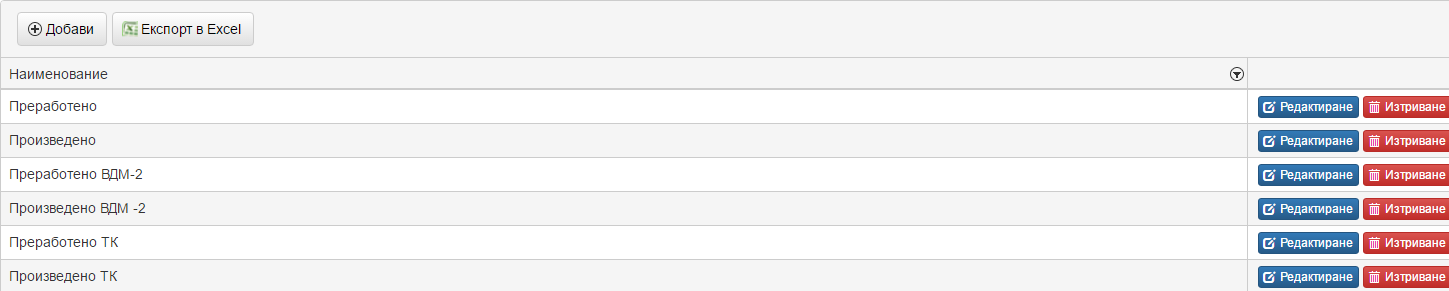 Добави Експорт в Excel
Наименование
Преработено Редактиране Изтриване
Произведено Редактиране Изтриване
Преработено ВДМ-2 Редактиране Изтриване
Произведено ВДМ -2 Редактиране Изтриване
Преработено ТК Редактиране Изтриване
Произведено ТК Редактиране Изтриване